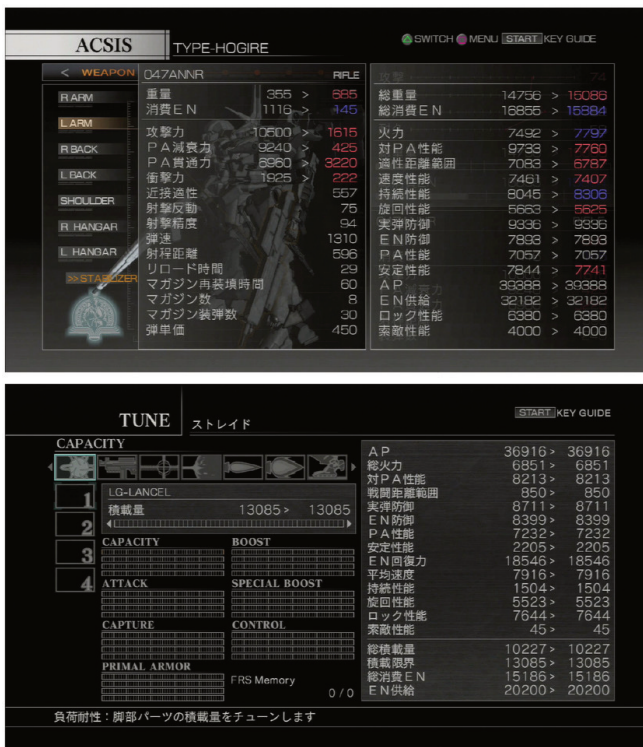 ACSIS TYPE-HOGIRE SWITCH MENU START KEY GUIDE
< WEAPON
R ARM
L ARM
R BACK
L BACK
SHOULDER
R HANGAR
L HANGAR
>>STABILIZER
047ANNR RIFLE
重量 355 > 685
消費EN 1116 > 145
攻撃力 10500 > 1615
PA減衰力 9240 > 425
PA貫通力 6960 > 3220
衝撃力 1925 > 222
近接適性 557
射撃反動 75
射撃精度 94
弾速 1310
射程距離 596
リロード時間 29
マガジン再装填時間 60
マガジン数 8
マガジン装弾数 30
弾単価 450
総重量 14756 > 15086
総消費EN 16855 > 15884
火力 7492 > 7797
対PA性能 9733 > 7760
適性距離範囲 7083 > 6787
速度性能 7461 > 7407
持続性能 8045 > 8306
旋回性能 5663 > 5625
実弾防御 9336 > 9336
EN防御 7893 > 7893
PA性能 7057 > 7057
安定性能 7844 > 7741
AP 39388 > 39388
EN供給 32182 > 32182
ロック性能 6380 > 6380
索敵性能 4000 > 4000
TUNE ストレイド START KEY GUIDE
CAPACITY
1
2
3
4
LG-LANCEL
積載量 13085> 13085
CAPACITY BOOST
ATTACK SPECIAL BOOST
CAPTURE CONTROL
PRIMAL ARMOR
FRS Memory
0 / 0
AP 36916> 36916
総火力 6851> 6851
対PA性能 8213> 8213
戦闘距離範囲 850> 850
実弾防御 8711> 8711
EN防御 8399> 8399
PA性能 7232> 7232
安定性能 2205> 2205
EN回復力 18546> 18546
平均速度 7916> 7916
持続性能 1504> 1504
旋回性能 5523> 5523
ロック性能 7644> 7644
索敵性能 45> 45
総積載量 10227> 10227
積載限界 13085> 13085
総消費EN 15186> 15186
EN供給 20200> 20200
負荷耐性：脚部パーツの積載量をチューンします